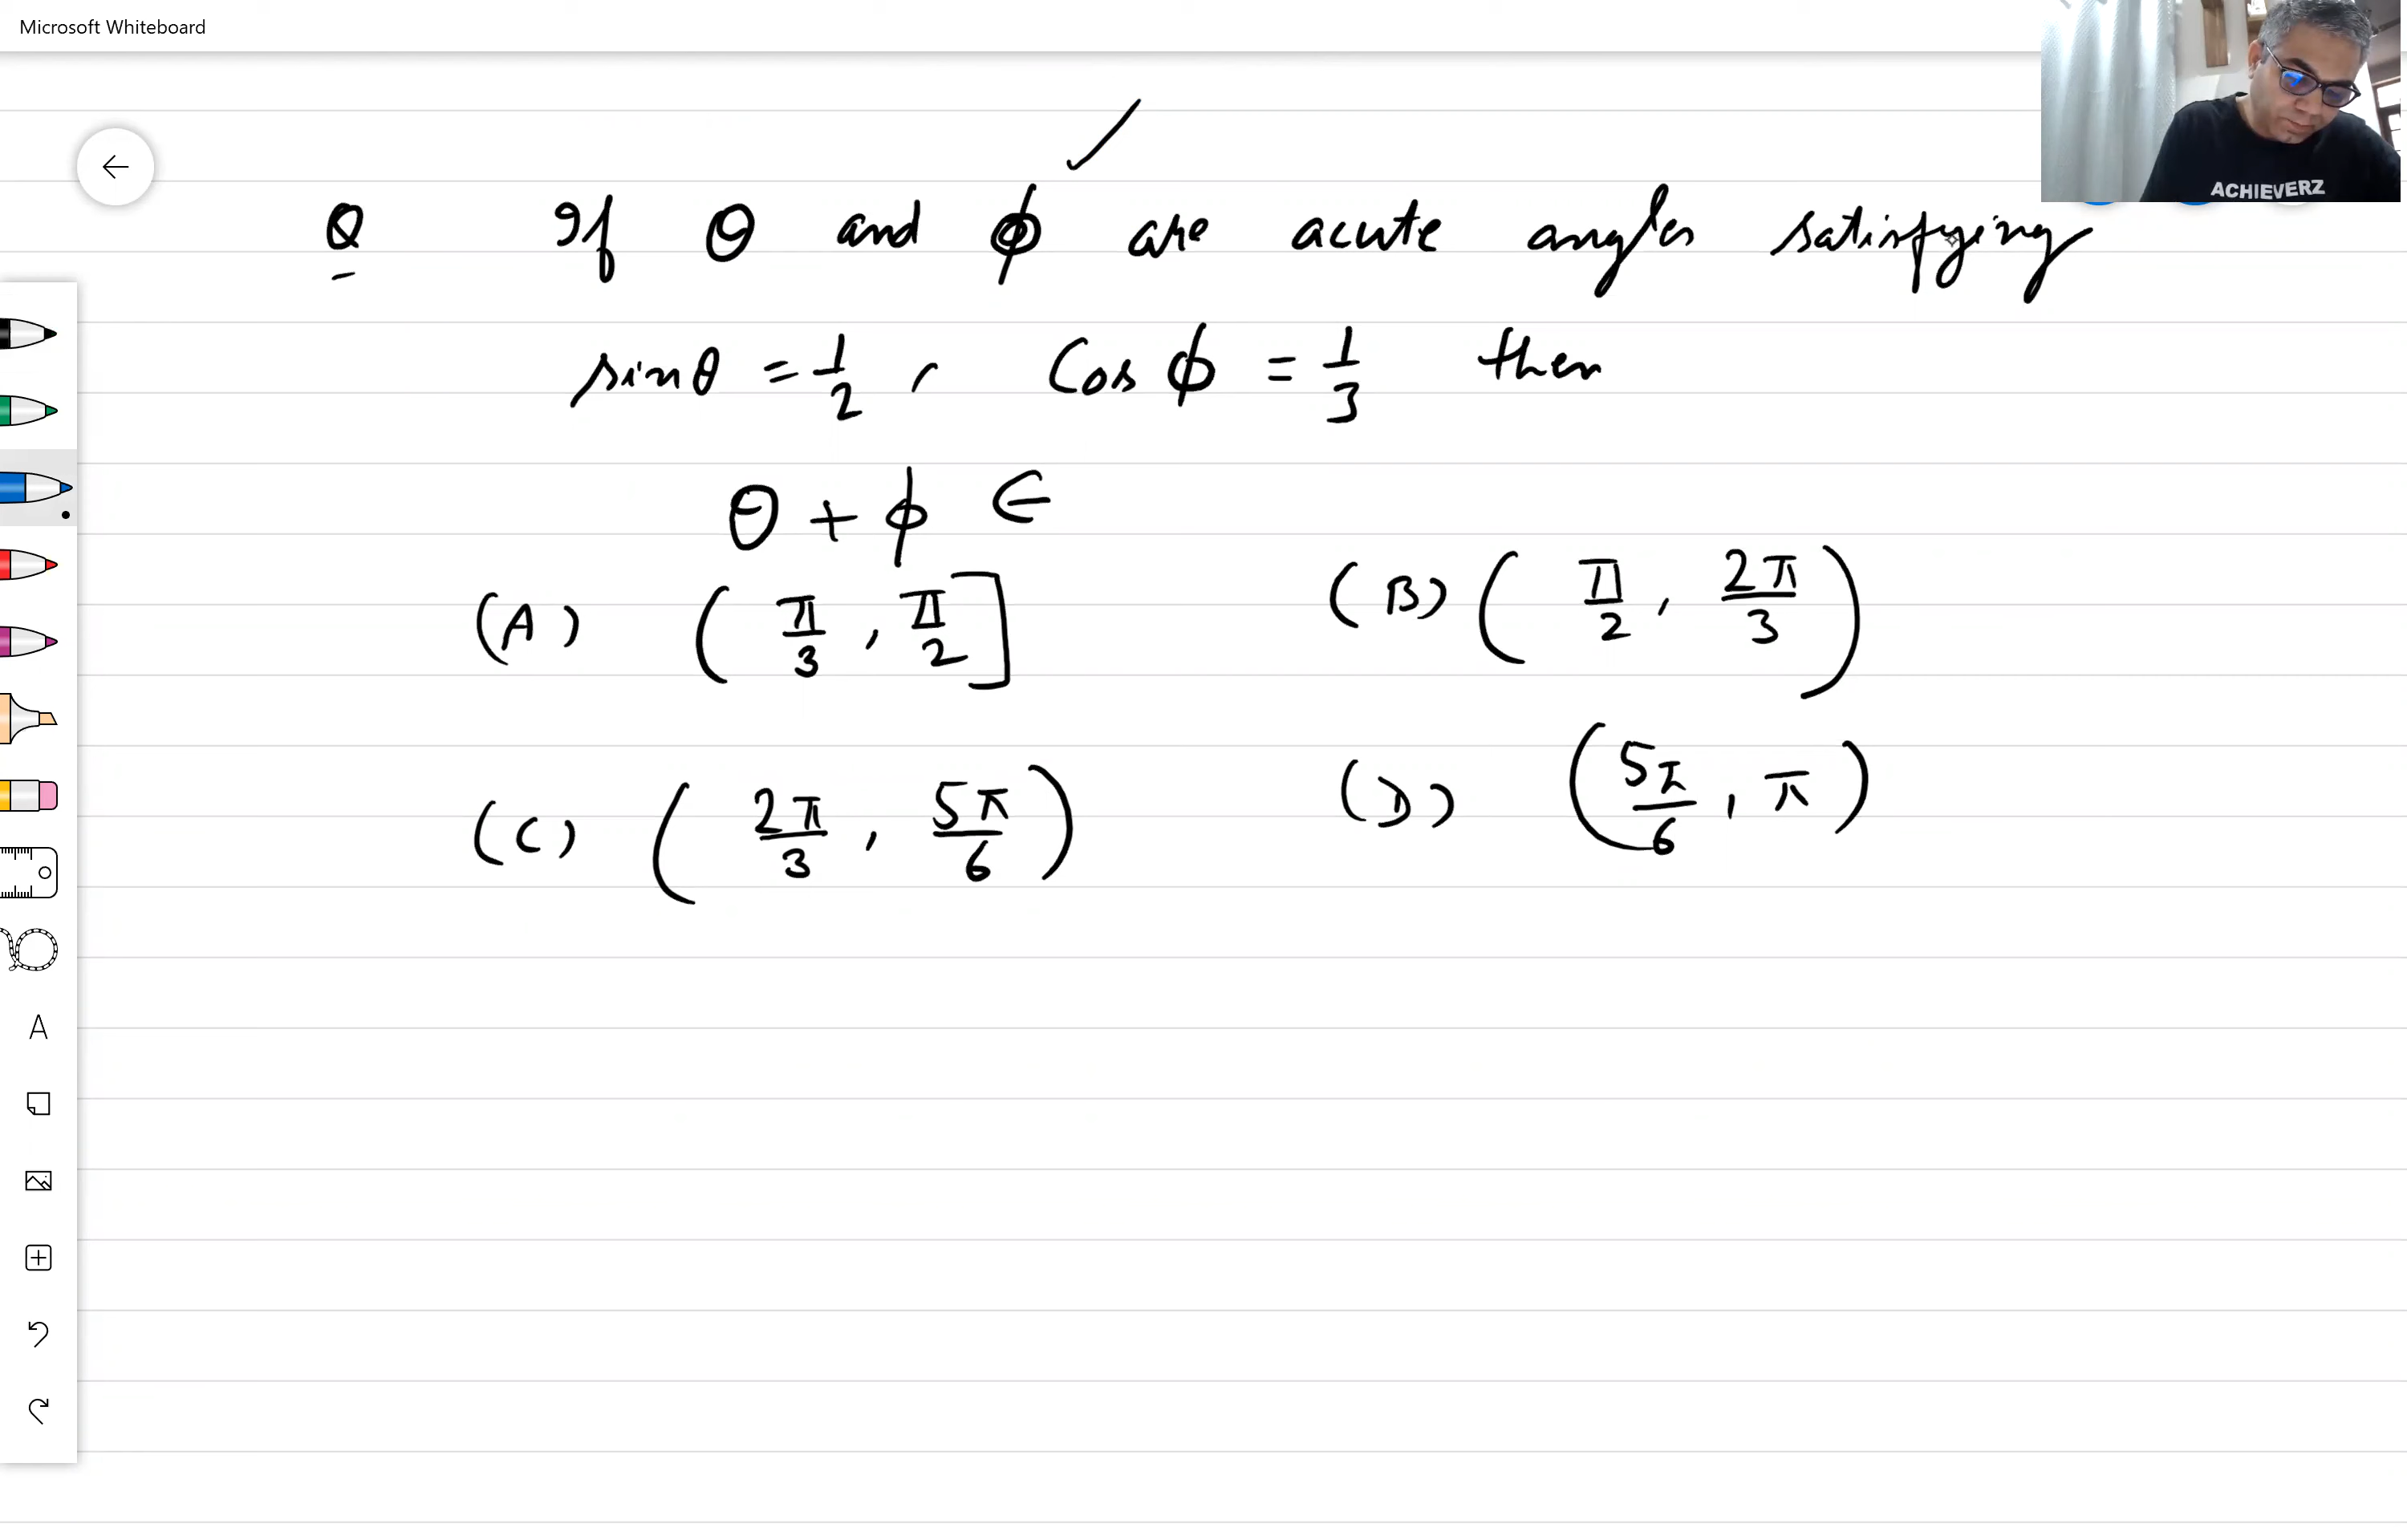 Microsoft Whiteboard
ACHIEVERZ
Q If θ and ϕ are acute angles satisfying
sinθ = 1/2 , Cos ϕ = 1/3 then
θ + ϕ ∈
(A) ( π/3 , π/2 ] (B) ( π/2 , 2π/3 )
(C) ( 2π/3 , 5π/6 ) (D) ( 5π/6 , π )
A